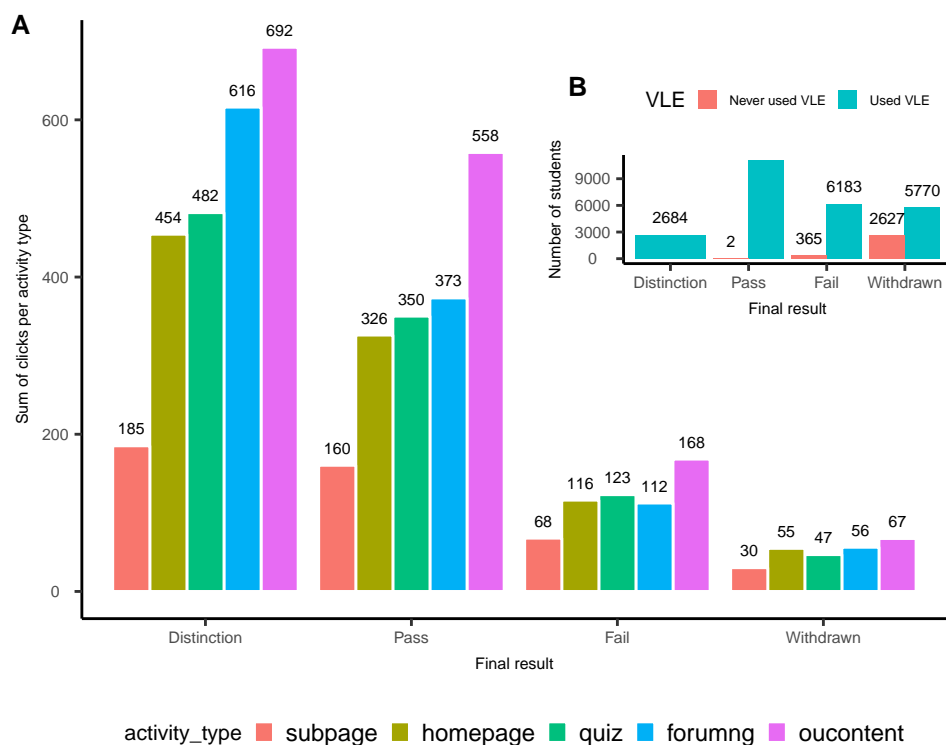 A
Sum of clicks per activity type
600
400
200
0
185
454
482
616
692
160
326
350
373
558
68
116
123
112
168
30
55
47
56
67
Distinction
Pass
Fail
Withdrawn
Final result
activity_type
subpage
homepage
quiz
forumng
oucontent
B
VLE
Never used VLE
Used VLE
Number of students
9000
6000
3000
0
2684
2
365
6183
2627
5770
Distinction
Pass
Fail
Withdrawn
Final result